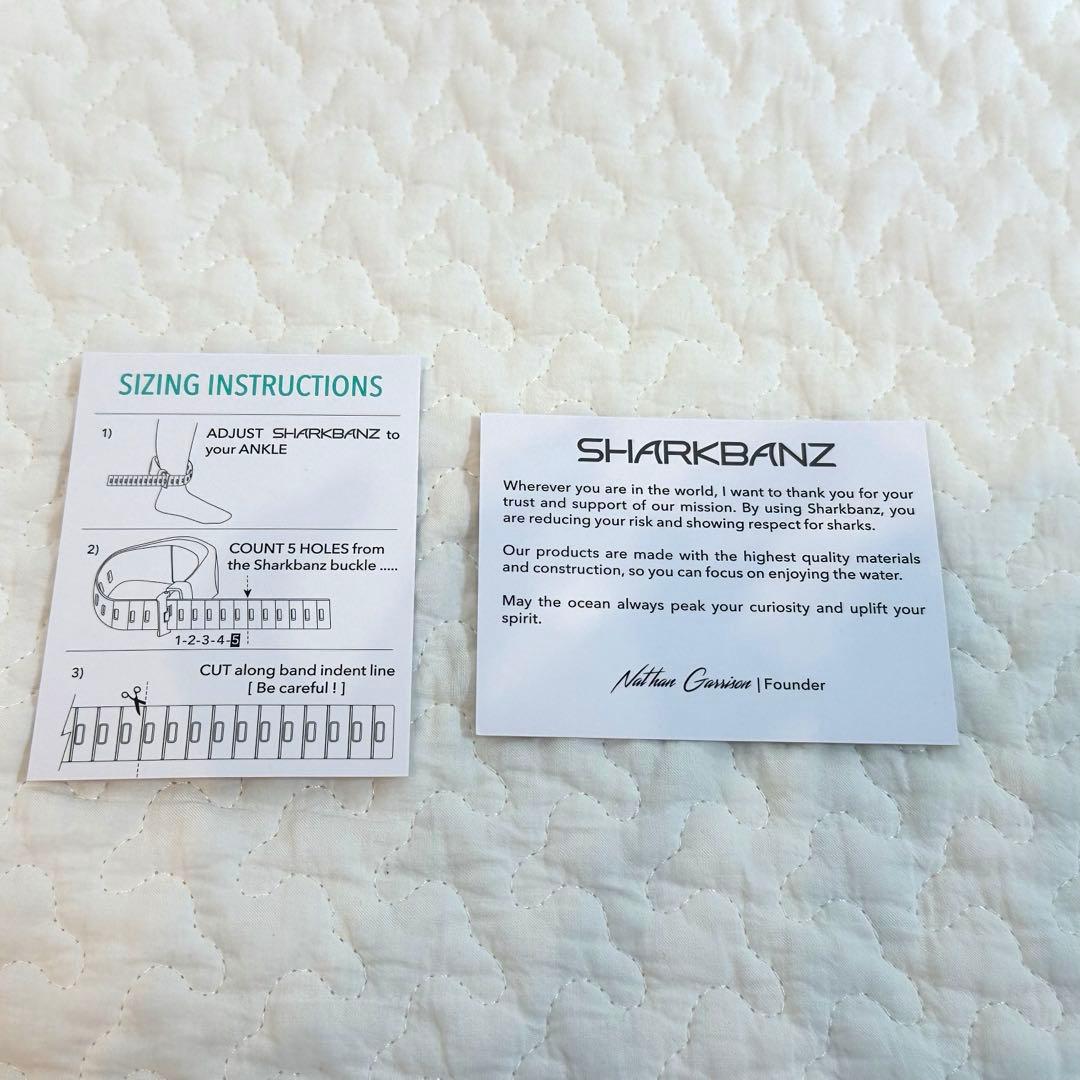 SIZING INSTRUCTIONS
1)
ADJUST SHARKBANZ to
your ANKLE
2)
COUNT 5 HOLES from
the Sharkbanz buckle .....
1-2-3-4-5
3)
CUT along band indent line
[ Be careful ! ]
SHARKBANZ
Wherever you are in the world, I want to thank you for your
trust and support of our mission. By using Sharkbanz, you
are reducing your risk and showing respect for sharks.
Our products are made with the highest quality materials
and construction, so you can focus on enjoying the water.
May the ocean always peak your curiosity and uplift your
spirit.
Nathan Garrison | Founder